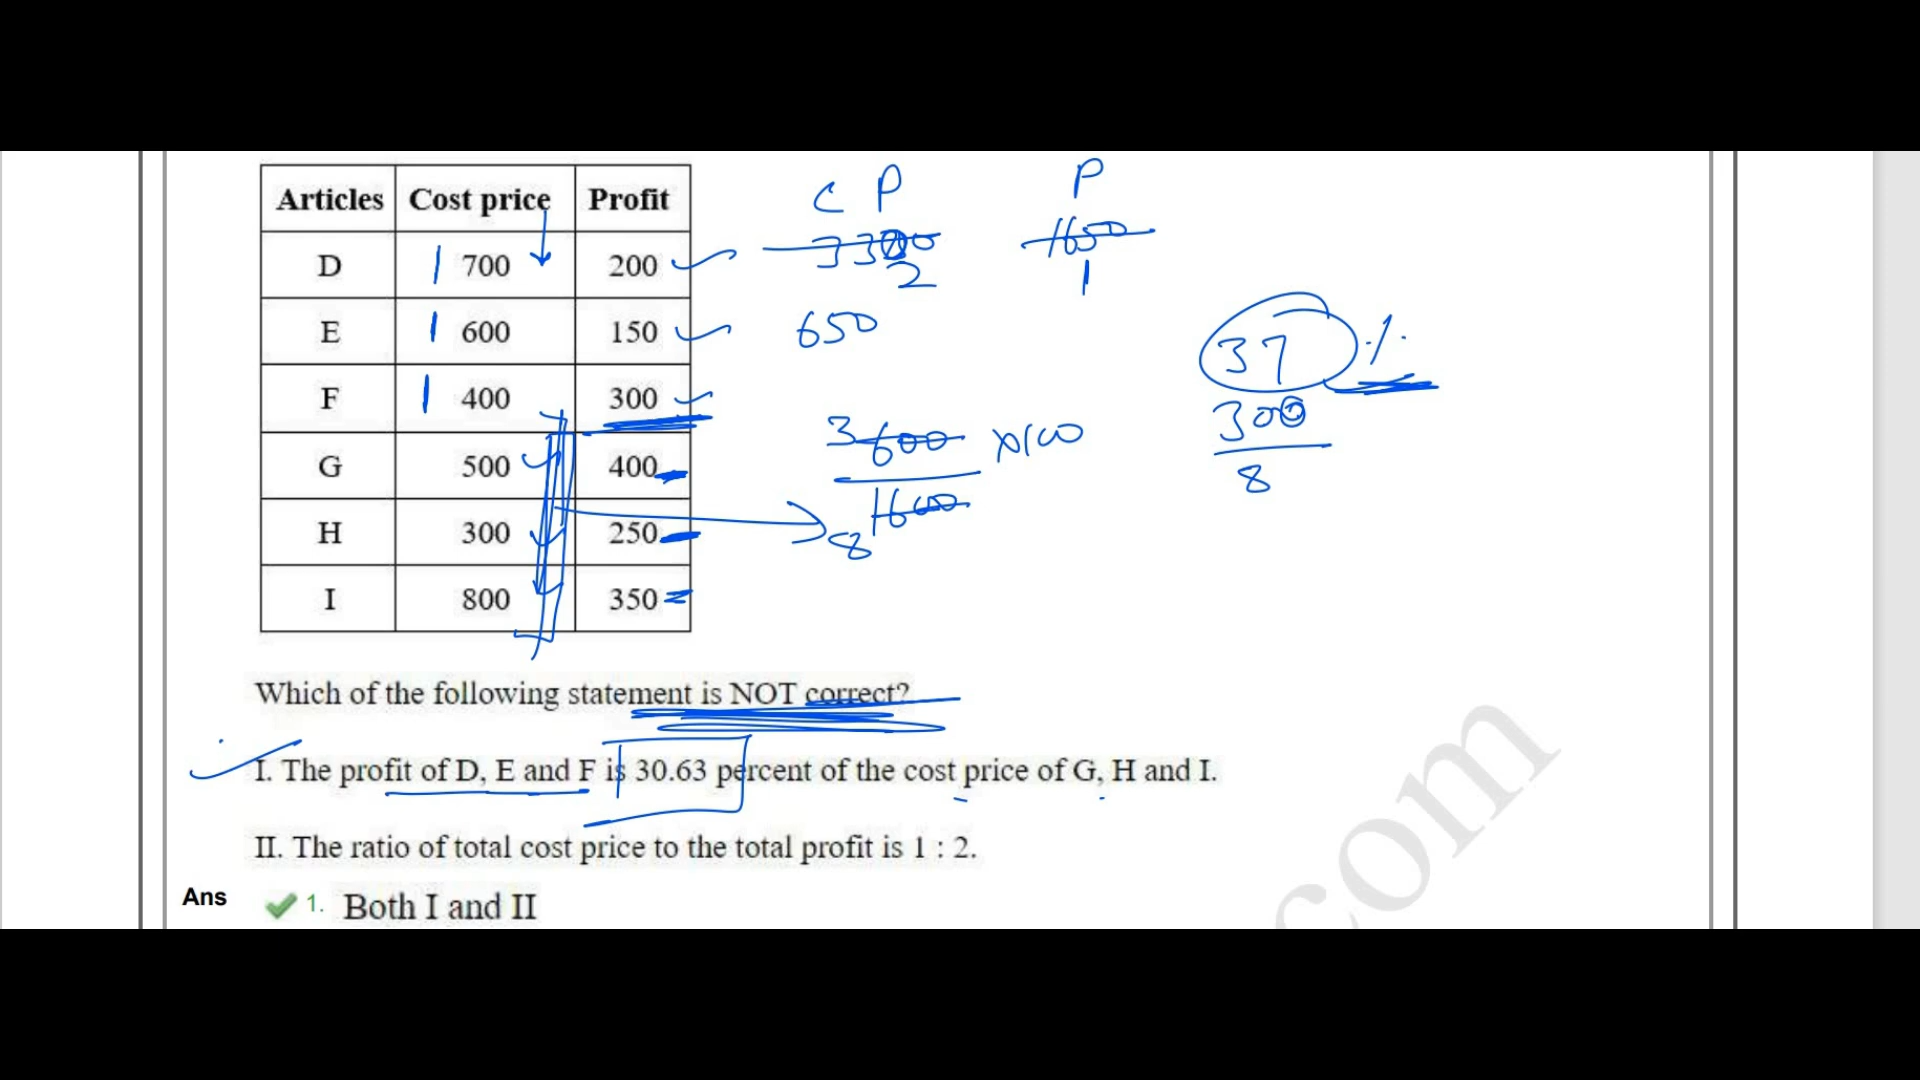 Articles Cost price Profit
D 700 200
E 600 150
F 400 300
G 500 400
H 300 250
I 800 350
C P P
3300 1650
2 1
650
37 %
300
8
3 600 ×100
1600
8
Which of the following statement is NOT correct?
I. The profit of D, E and F is 30.63 percent of the cost price of G, H and I.
II. The ratio of total cost price to the total profit is 1 : 2.
Ans 1. Both I and II
com